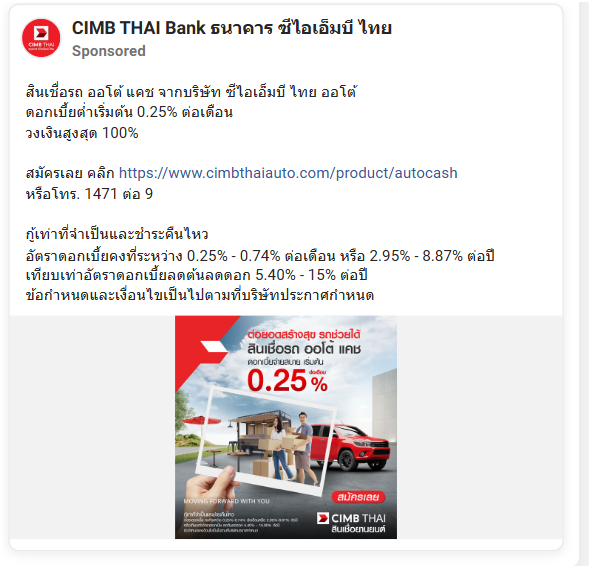 CIMB THAI Bank ธนาคาร ซีไอเอ็มบี ไทย
Sponsored
CIMB THAI
สินเชื่อรถ ออโต้ แคช จากบริษัท ซีไอเอ็มบี ไทย ออโต้
ดอกเบี้ยต่ำเริ่มต้น 0.25% ต่อเดือน
วงเงินสูงสุด 100%
สมัครเลย คลิก https://www.cimbthaiauto.com/product/autocash
หรือโทร. 1471 ต่อ 9
กู้เท่าที่จำเป็นและชำระคืนไหว
อัตราดอกเบี้ยคงที่ระหว่าง 0.25% - 0.74% ต่อเดือน หรือ 2.95% - 8.87% ต่อปี
เทียบเท่าอัตราดอกเบี้ยลดต้นลดดอก 5.40% - 15% ต่อปี
ข้อกำหนดและเงื่อนไขเป็นไปตามที่บริษัทประกาศกำหนด
ต่อยอดสร้างสุข รถช่วยได้
สินเชื่อรถ ออโต้ แคช
ดอกเบี้ยจ่ายสบาย เริ่มต้น
0.25 ต่อเดือน %
สมัครเลย
MOVING FORWARD WITH YOU
CIMB THAI
สินเชื่อยานยนต์